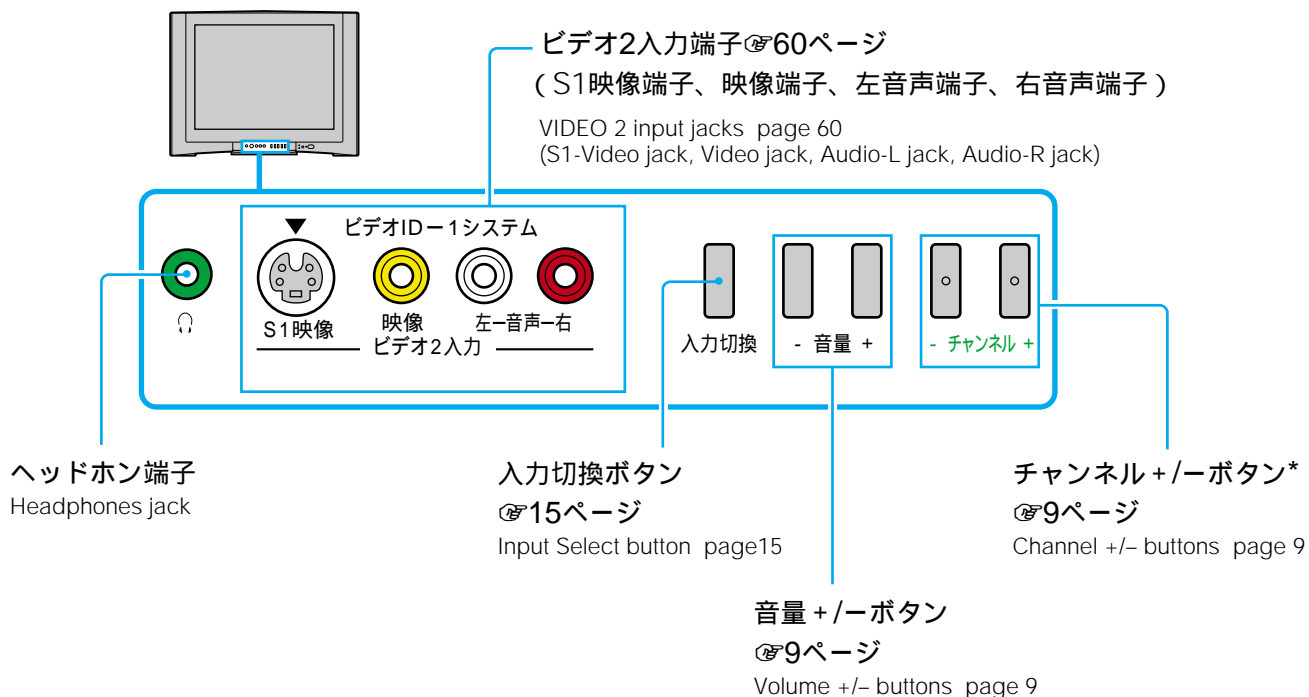 ビデオ2入力端子☞60ページ
(S1映像端子、映像端子、左音声端子、右音声端子)
VIDEO 2 input jacks page 60
(S1-Video jack, Video jack, Audio-L jack, Audio-R jack)
ビデオIDー1システム
S1映像
映像
左ー音声ー右
ビデオ2入力
入力切換
- 音量 +
- チャンネル +
ヘッドホン端子
Headphones jack
入力切換ボタン
☞15ページ
Input Select button page15
チャンネル+/ーボタン*
☞9ページ
Channel +/– buttons page 9
音量+/ーボタン
☞9ページ
Volume +/– buttons page 9